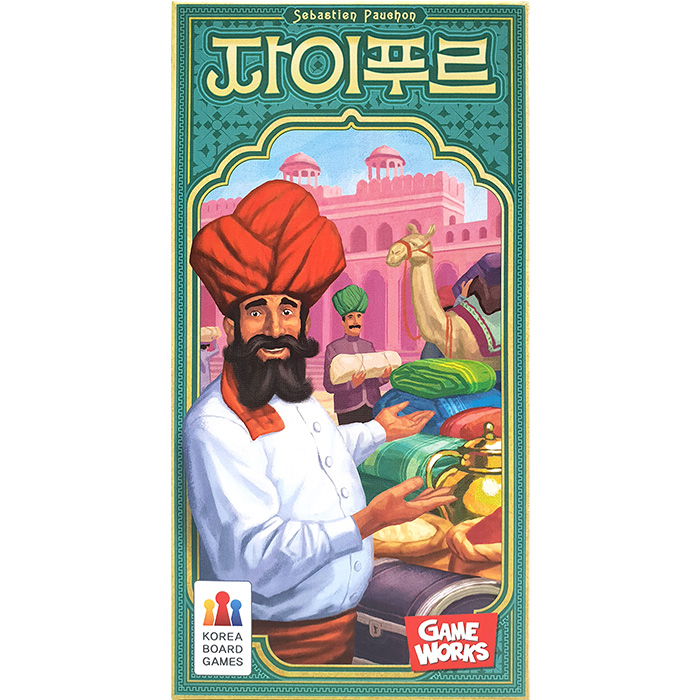 Sebastien Pauchon
자이푸르
KOREA
BOARD
GAMES
GAME
WORKS